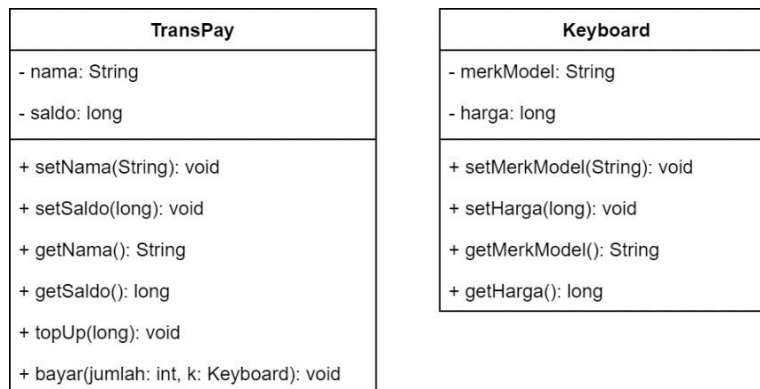 TransPay
- nama: String
- saldo: long
+ setNama(String): void
+ setSaldo(long): void
+ getNama(): String
+ getSaldo(): long
+ topUp(long): void
+ bayar(jumlah: int, k: Keyboard): void
Keyboard
- merkModel: String
- harga: long
+ setMerkModel(String): void
+ setHarga(long): void
+ getMerkModel(): String
+ getHarga(): long